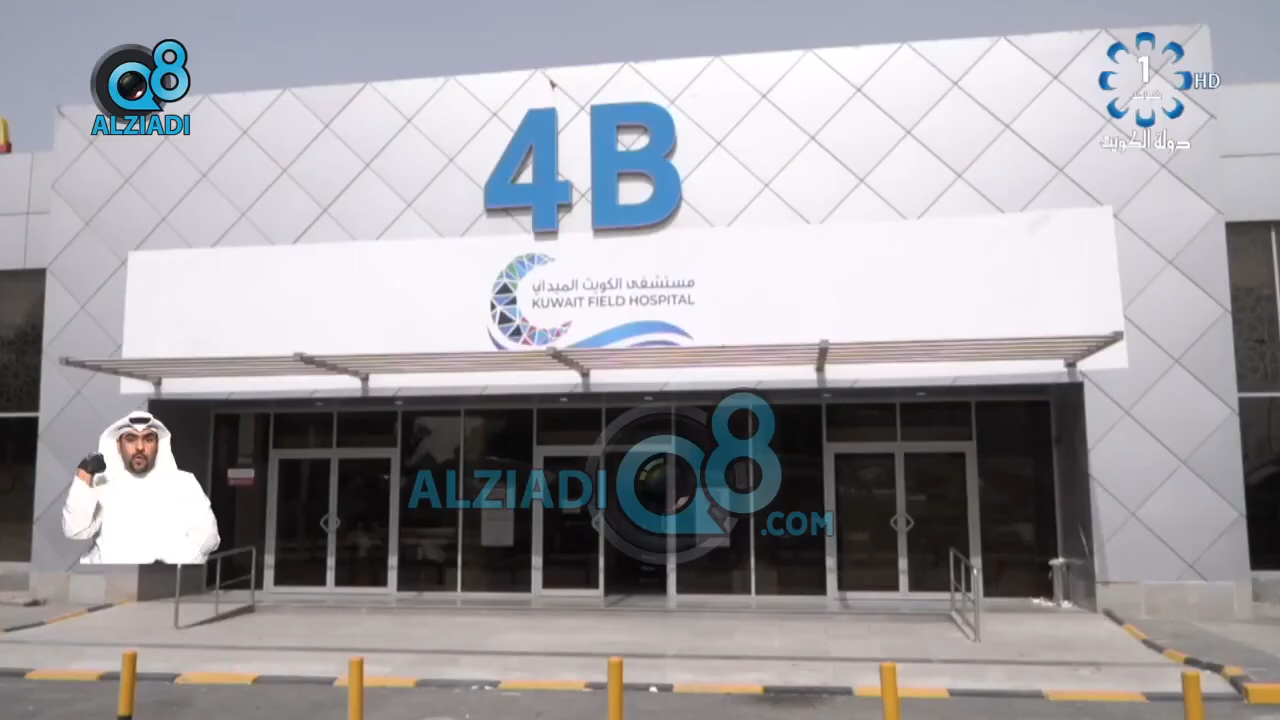 Q8
ALZIADI
1
HD
دولة الكويت
4B
مستشفى الكويت الميداني
KUWAIT FIELD HOSPITAL
ALZIADI Q8
.COM